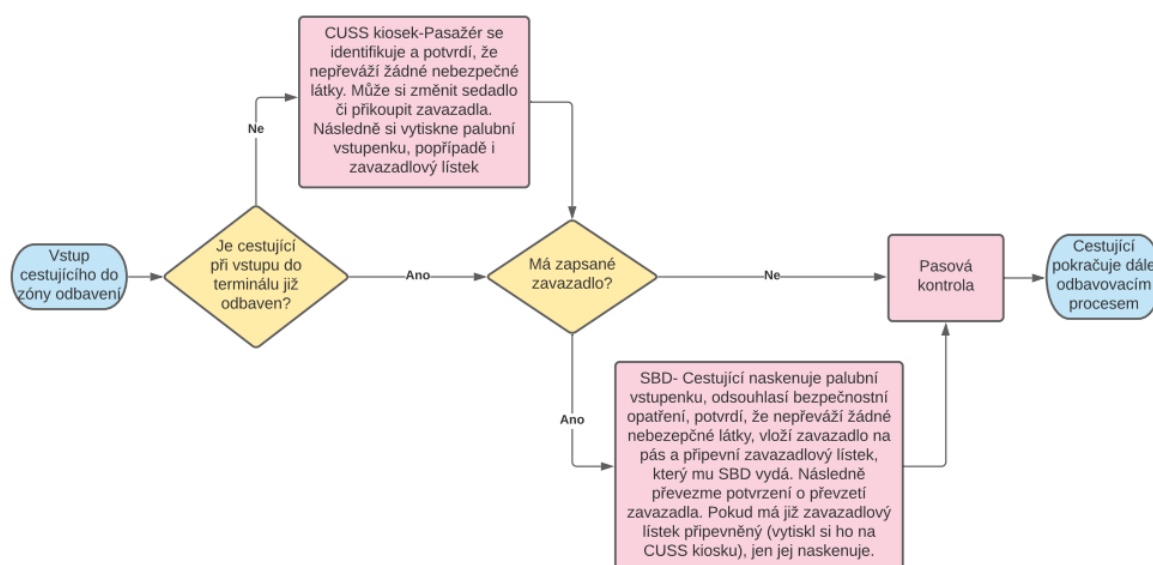 CUSS kiosek-Pasažér se
identifikuje a potvrdí, že
nepřeváží žádné nebezpečné
látky. Může si změnit sedadlo
či přikoupit zavazadla.
Následně si vytiskne palubní
vstupenku, popřípadě i
zavazadlový lístek
Ne
Vstup
cestujícího do
zóny odbavení
Je cestující
při vstupu do
terminálu již
odbaven?
Ano
Má zapsané
zavazadlo?
Ne
Pasová
kontrola
Cestující
pokračuje dále
odbavovacím
procesem
Ano
SBD- Cestující naskenuje palubní
vstupenku, odsouhlasí bezpečnostní
opatření, potvrdí, že nepřeváží žádné
nebezepčné látky, vloží zavazadlo na
pás a připevní zavazadlový lístek,
který mu SBD vydá. Následně
převezme potvrzení o převzetí
zavazadla. Pokud má již zavazadlový
lístek připevněný (vytiskl si ho na
CUSS kiosku), jen jej naskenuje.